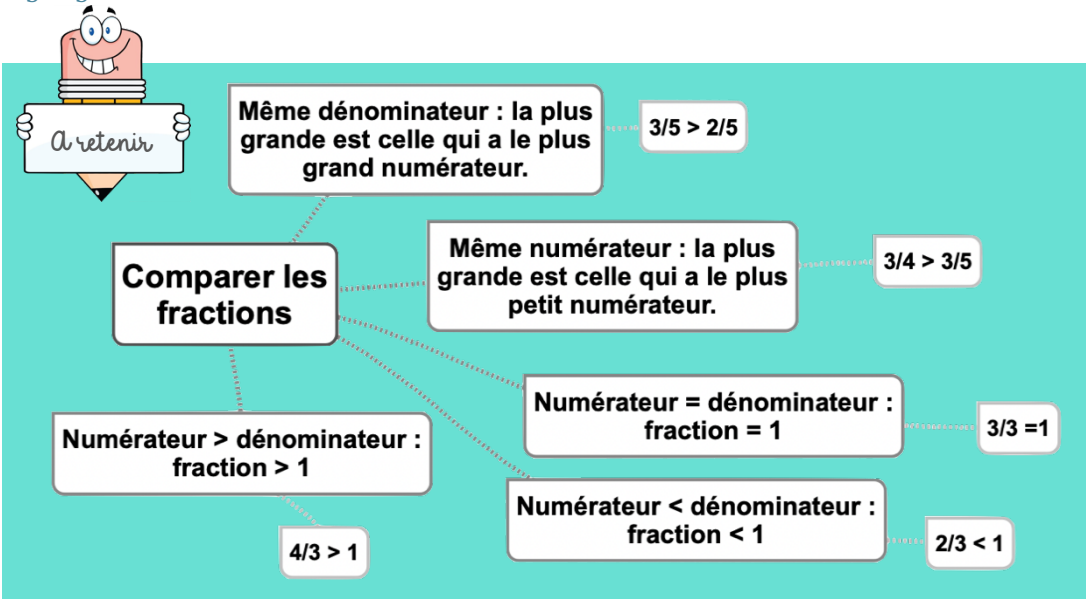 A retenir
Même dénominateur : la plus
grande est celle qui a le plus
grand numérateur.
3/5 > 2/5
Même numérateur : la plus
grande est celle qui a le plus
petit numérateur.
3/4 > 3/5
Comparer les
fractions
Numérateur = dénominateur :
fraction = 1
3/3 =1
Numérateur > dénominateur :
fraction > 1
4/3 > 1
Numérateur < dénominateur :
fraction < 1
2/3 < 1